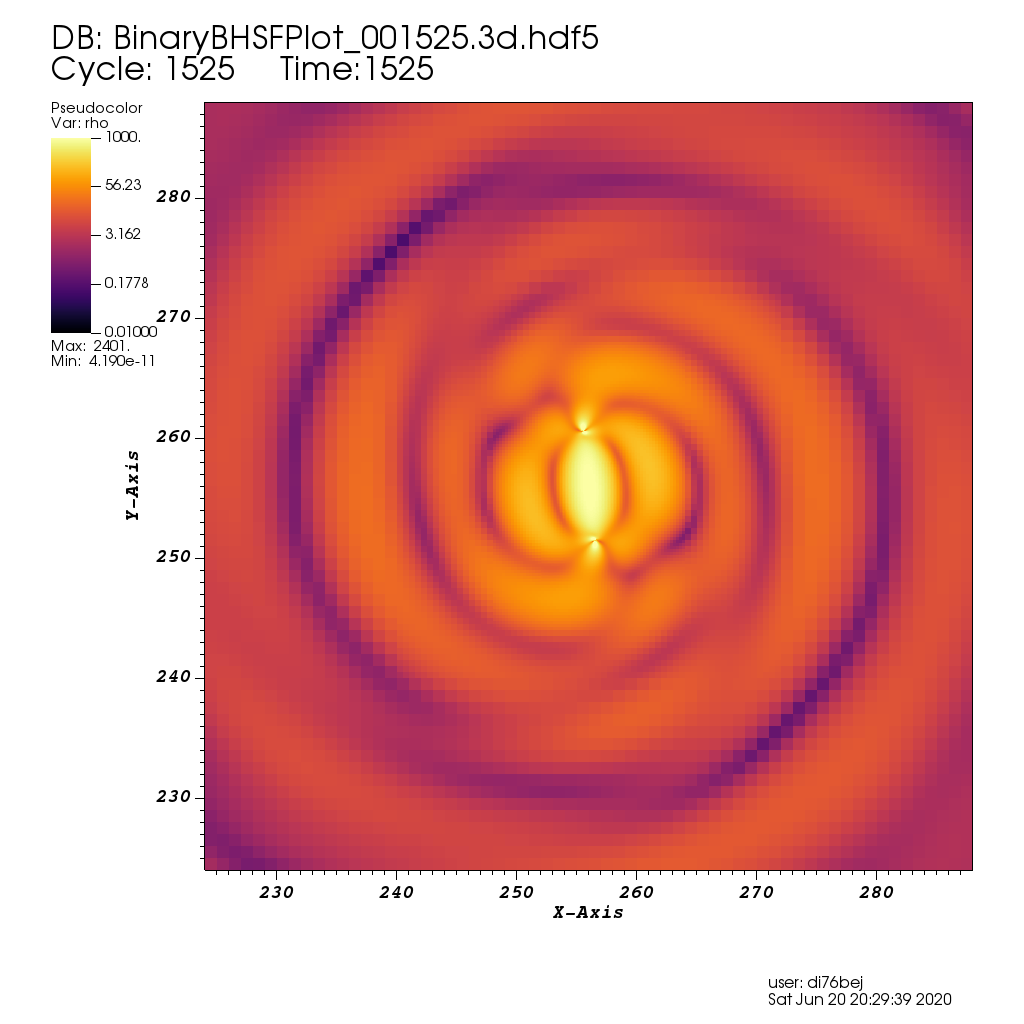 DB: BinaryBHSFPlot_001525.3d.hdf5
Cycle: 1525 Time:1525
Pseudocolor
Var: rho
1000.
56.23
3.162
0.1778
0.01000
Max: 2401.
Min: 4.190e-11
280
270
260
250
240
230
Y-Axis
230 240 250 260 270 280
X-Axis
user: di76bej
Sat Jun 20 20:29:39 2020